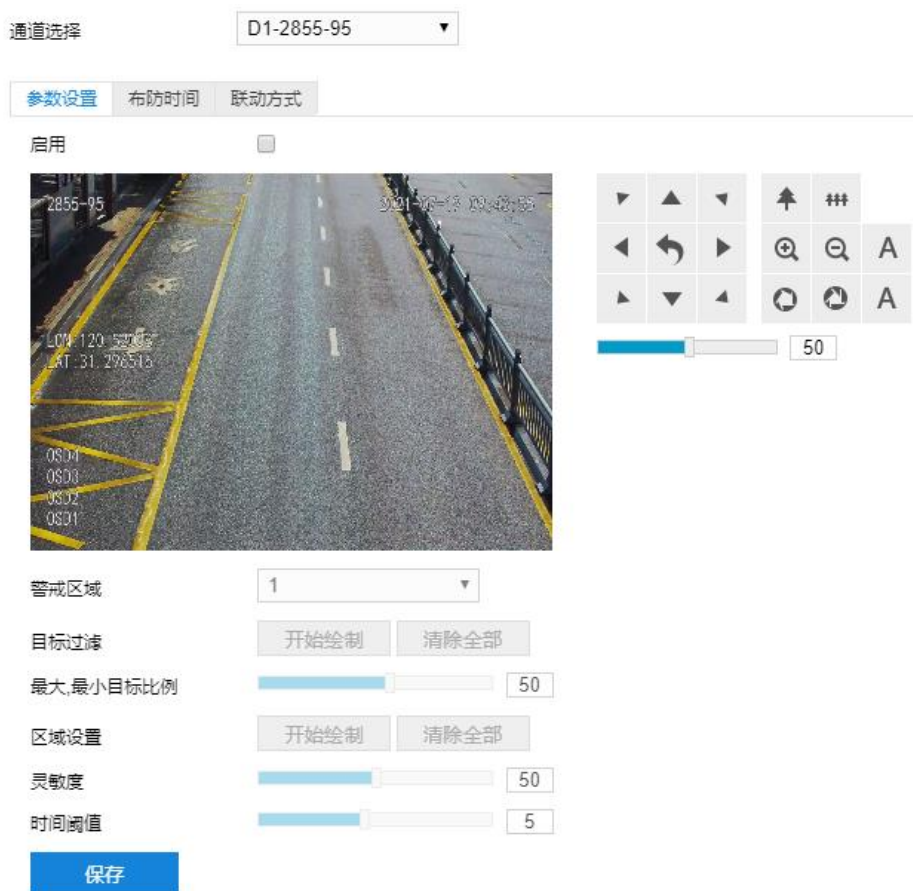 通道选择 D1-2855-95
参数设置 布防时间 联动方式
启用
2855-95
LAT:31.296516
OSD4
OSD3
OSD2
OSD1
A
A
50
警戒区域 1
目标过滤 开始绘制 清除全部
最大,最小目标比例 50
区域设置 开始绘制 清除全部
灵敏度 50
时间阈值 5
保存